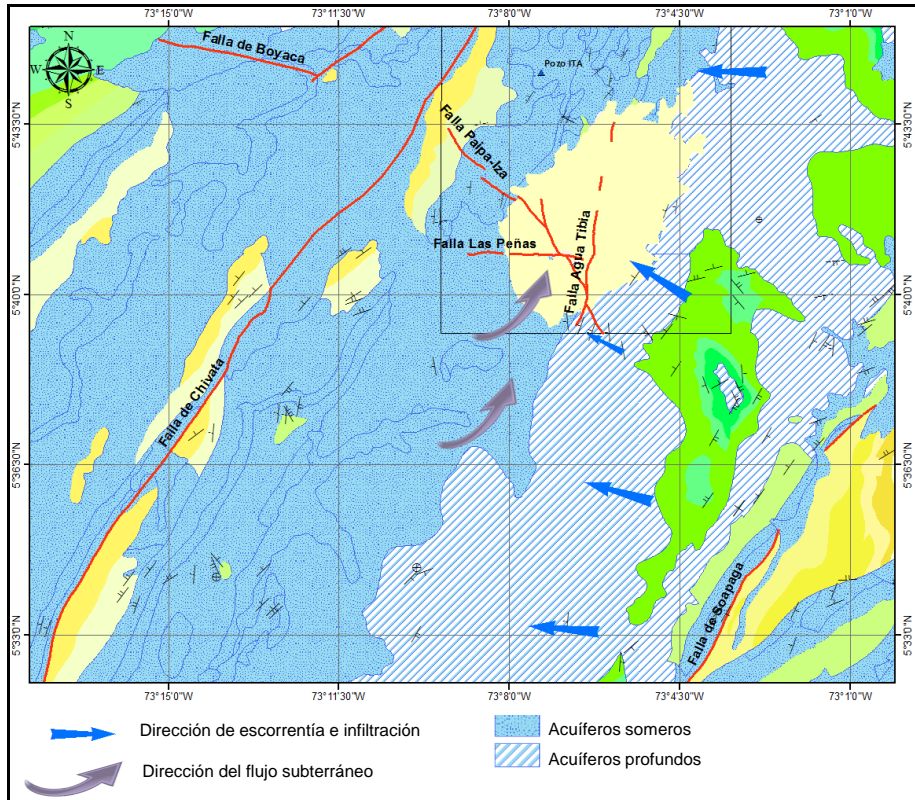 73°15'0"W 73°11'30"W 73°8'0"W 73°4'30"W 73°1'0"W
N
W E
S
Falla de Boyaca
Pozo ITA
5°43'30"N 5°43'30"N
Falla Paipa-Iza
Falla Las Peñas
Falla Agua Tibia
5°40'0"N 5°40'0"N
Falla de Chivata
5°36'30"N 5°36'30"N
Falla de Soapaga
5°33'0"N 5°33'0"N
73°15'0"W 73°11'30"W 73°8'0"W 73°4'30"W 73°1'0"W
Dirección de escorrentía e infiltración
Acuíferos someros
Dirección del flujo subterráneo
Acuíferos profundos